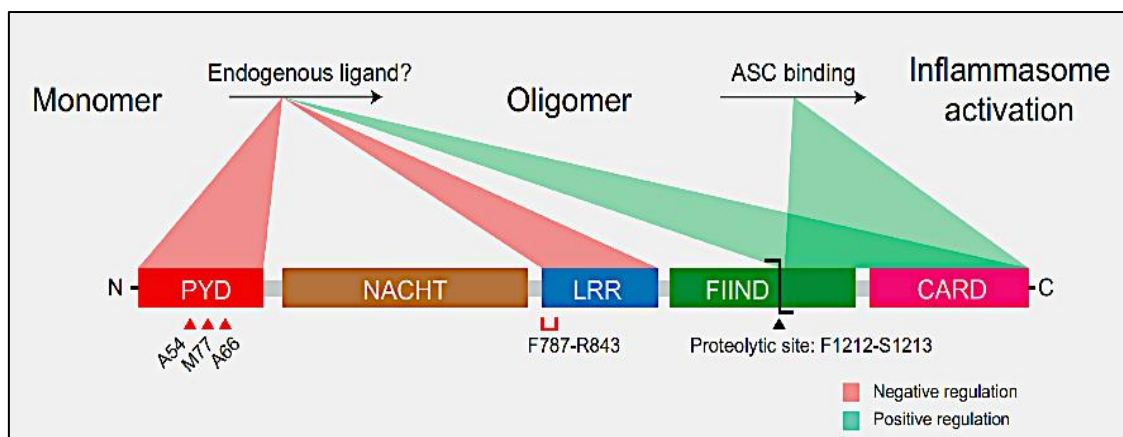 Monomer
Endogenous ligand?
Oligomer
ASC binding
Inflammasome
activation
N
PYD
NACHT
LRR
FIIND
CARD
C
A54
M77
A66
F787-R843
Proteolytic site: F1212-S1213
Negative regulation
Positive regulation